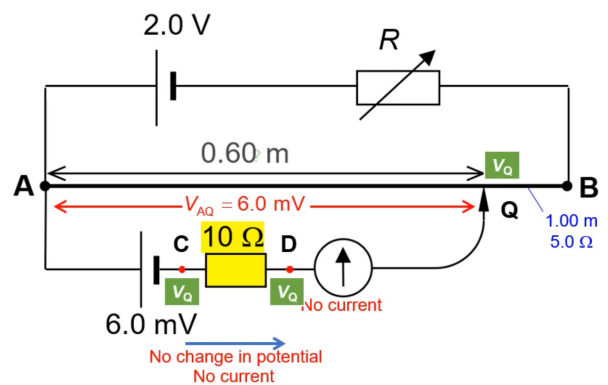 2.0 V
R
0.60 m
V_Q
A
B
V_AQ = 6.0 mV
Q
1.00 m
5.0 Ω
C
10 Ω
D
V_Q
V_Q
No current
6.0 mV
No change in potential
No current